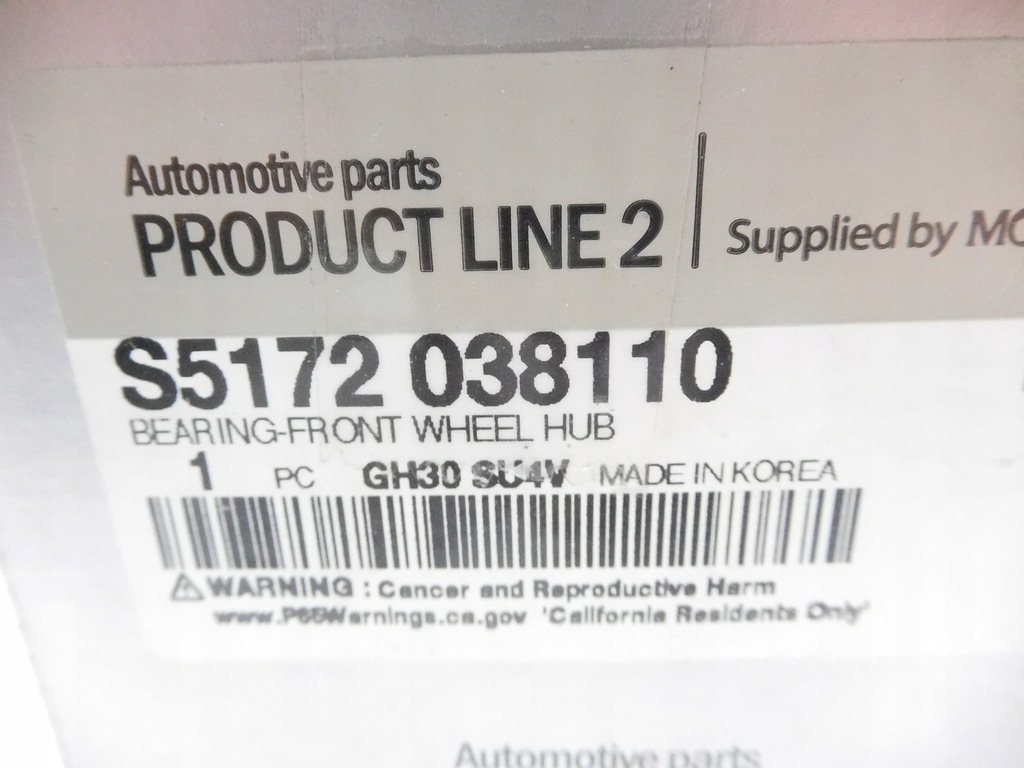 Automotive parts
PRODUCT LINE 2
Supplied by MO
S5172 038110
BEARING-FRONT WHEEL HUB
1 PC GH30 SU4V MADE IN KOREA
⚠ WARNING : Cancer and Reproductive Harm
www.P65Warnings.ca.gov 'California Residents Only'
Automotive parts